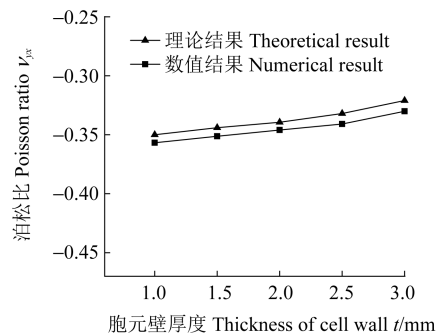 −0.25
理论结果 Theoretical result
−0.30
数值结果 Numerical result
−0.35
−0.40
−0.45
泊松比 Poisson ratio νyx
1.0 1.5 2.0 2.5 3.0
胞元壁厚度 Thickness of cell wall t/mm